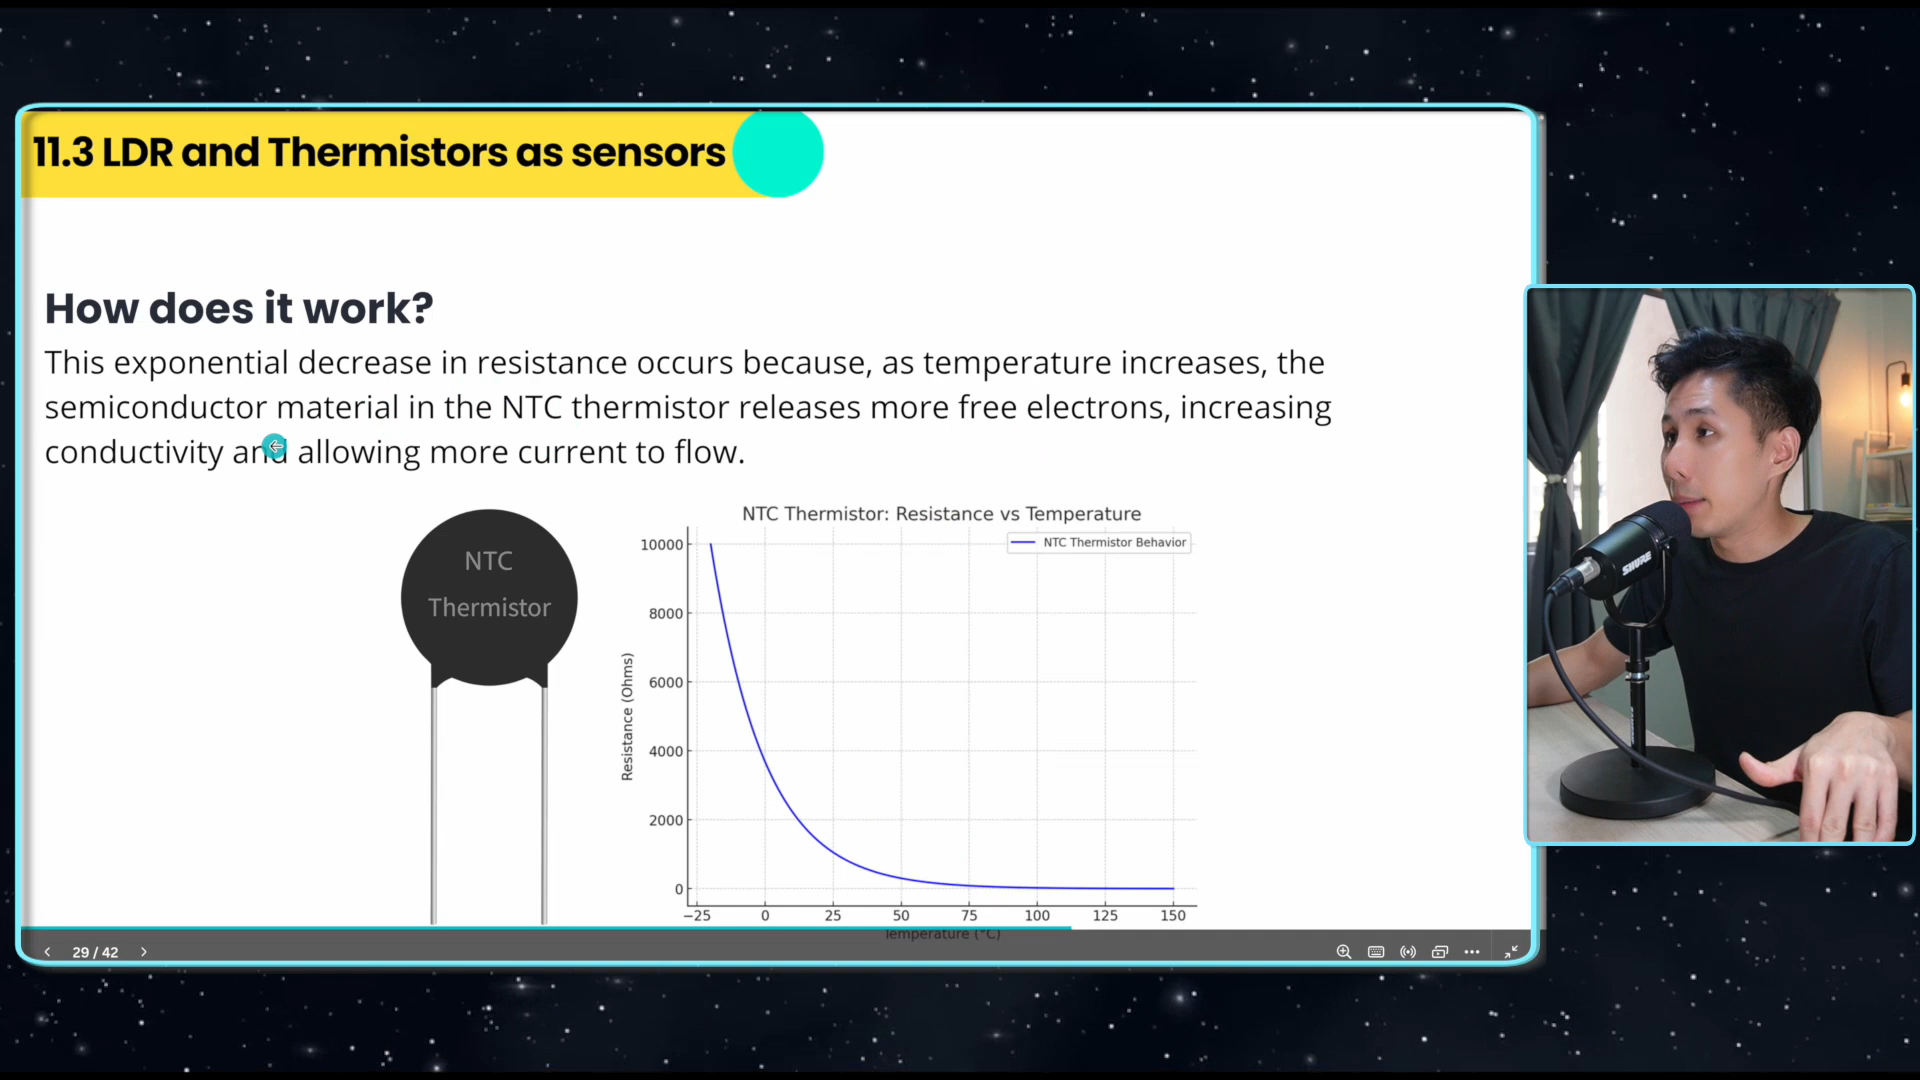 11.3 LDR and Thermistors as sensors
How does it work?
This exponential decrease in resistance occurs because, as temperature increases, the
semiconductor material in the NTC thermistor releases more free electrons, increasing
conductivity and allowing more current to flow.
NTC
Thermistor
NTC Thermistor: Resistance vs Temperature
NTC Thermistor Behavior
Resistance (Ohms)
10000
8000
6000
4000
2000
0
−25 0 25 50 75 100 125 150
Temperature (°C)
29 / 42
SHURE